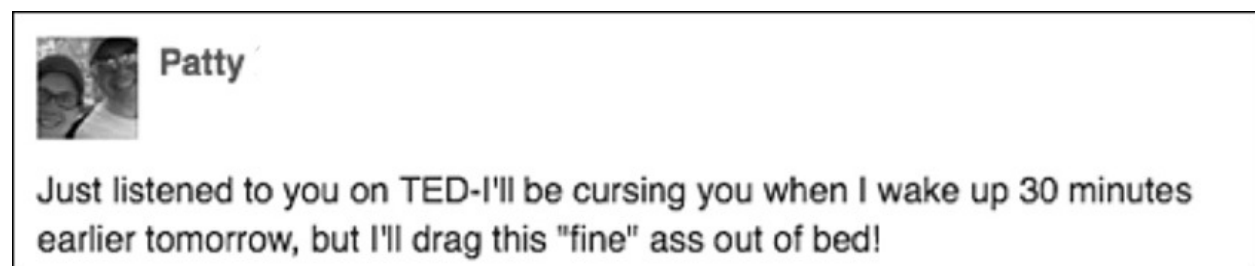 Patty
Just listened to you on TED-I'll be cursing you when I wake up 30 minutes
earlier tomorrow, but I'll drag this "fine" ass out of bed!